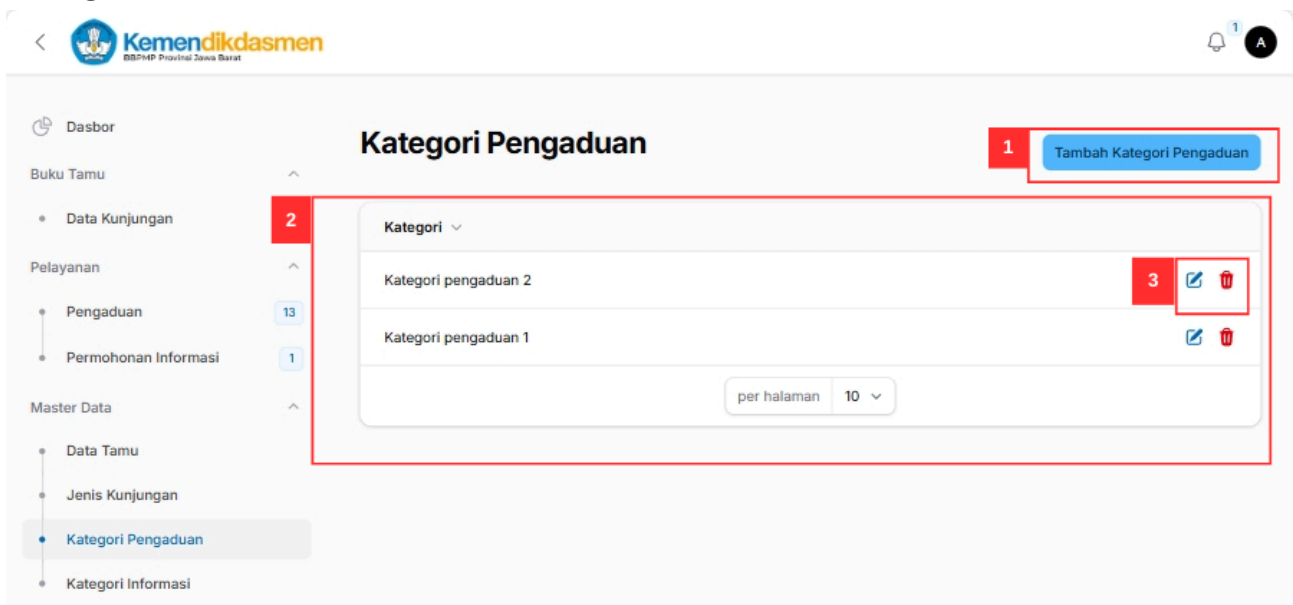 Kemendikdasmen
BBPMP Provinsi Jawa Barat
1
A
Dasbor
Buku Tamu
Data Kunjungan
Pelayanan
Pengaduan 13
Permohonan Informasi 1
Master Data
Data Tamu
Jenis Kunjungan
Kategori Pengaduan
Kategori Informasi
Kategori Pengaduan
1 Tambah Kategori Pengaduan
2
Kategori
Kategori pengaduan 2
3
Kategori pengaduan 1
per halaman 10